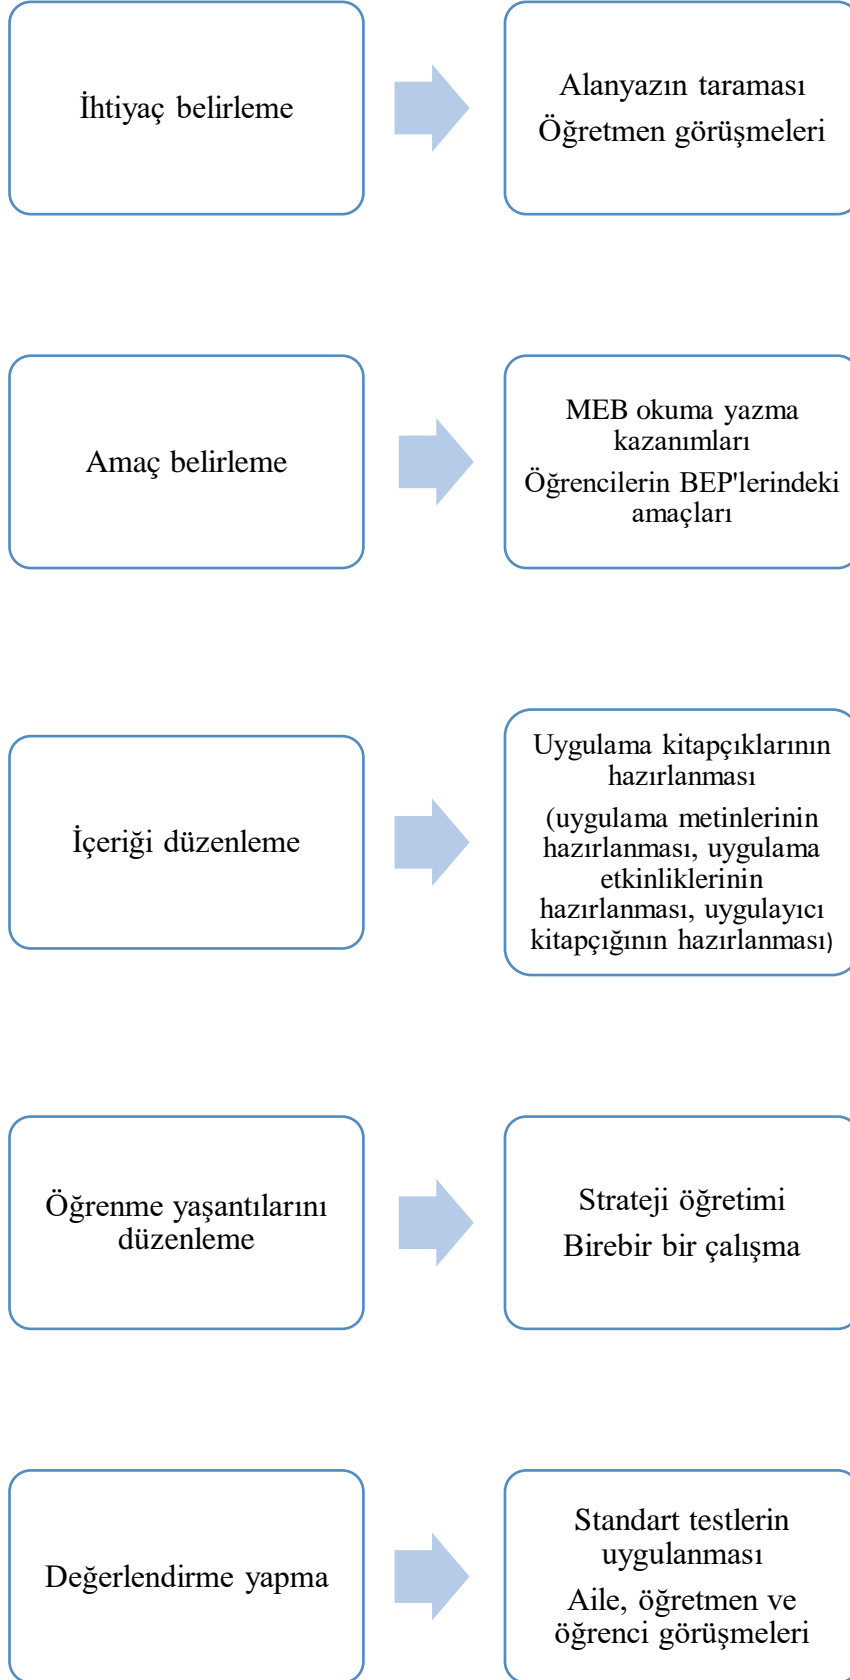 İhtiyaç belirleme
Alanyazın taraması
Öğretmen görüşmeleri
Amaç belirleme
MEB okuma yazma
kazanımları
Öğrencilerin BEP'lerindeki
amaçları
İçeriği düzenleme
Uygulama kitapçıklarının
hazırlanması
(uygulama metinlerinin
hazırlanması, uygulama
etkinliklerinin
hazırlanması, uygulayıcı
kitapçığının hazırlanması)
Öğrenme yaşantılarını
düzenleme
Strateji öğretimi
Birebir bir çalışma
Değerlendirme yapma
Standart testlerin
uygulanması
Aile, öğretmen ve
öğrenci görüşmeleri